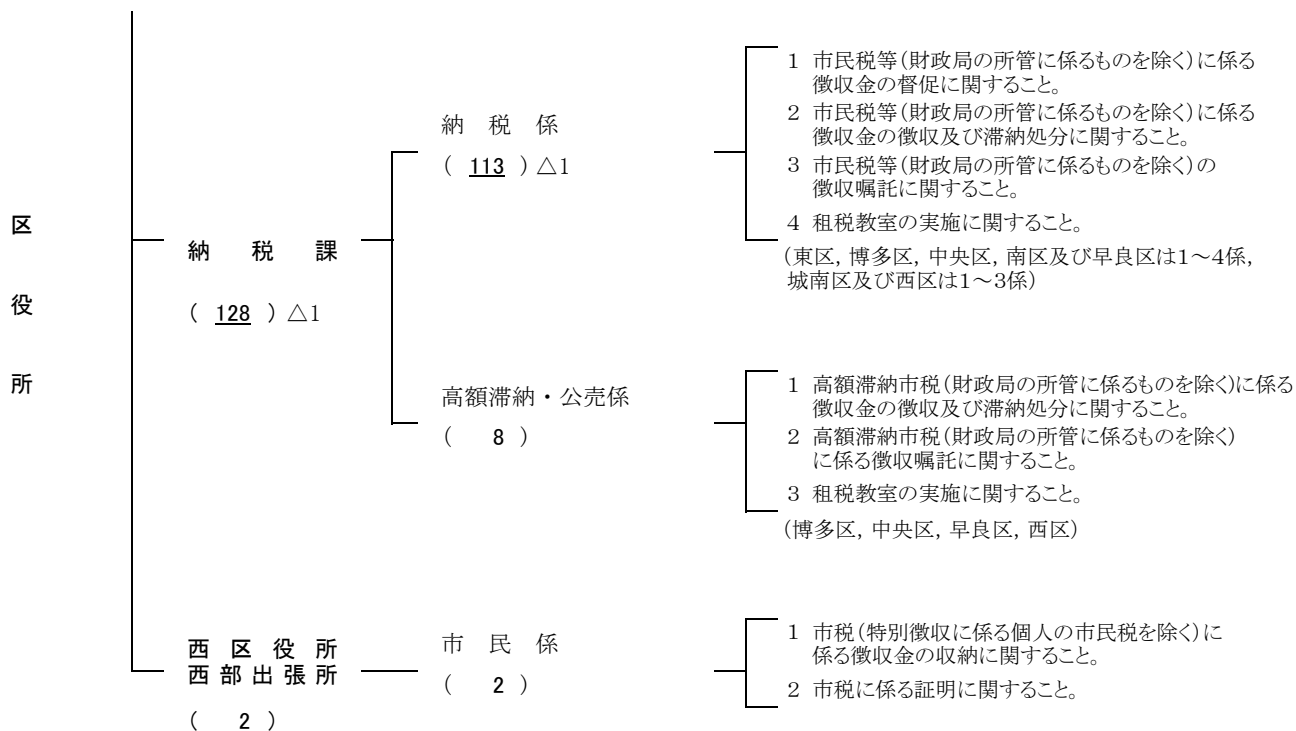 区
役
所
納税課
( 128 ) △1
納税係
( 113 ) △1
1 市民税等(財政局の所管に係るものを除く)に係る
徴収金の督促に関すること。
2 市民税等(財政局の所管に係るものを除く)に係る
徴収金の徴収及び滞納処分に関すること。
3 市民税等(財政局の所管に係るものを除く)の
徴収嘱託に関すること。
4 租税教室の実施に関すること。
(東区, 博多区, 中央区, 南区及び早良区は1～4係,
城南区及び西区は1～3係)
高額滞納・公売係
( 8 )
1 高額滞納市税(財政局の所管に係るものを除く)に係る
徴収金の徴収及び滞納処分に関すること。
2 高額滞納市税(財政局の所管に係るものを除く)
に係る徴収嘱託に関すること。
3 租税教室の実施に関すること。
(博多区, 中央区, 早良区, 西区)
西区役所
西部出張所
( 2 )
市民係
( 2 )
1 市税(特別徴収に係る個人の市民税を除く)に
係る徴収金の収納に関すること。
2 市税に係る証明に関すること。